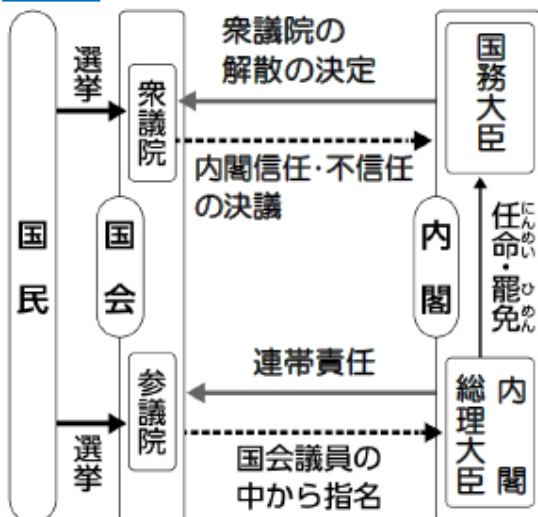 国民
選挙
選挙
国会
衆議院
参議院
衆議院の
解散の決定
内閣信任・不信任
の決議
連帯責任
国会議員の
中から指名
内閣
国務大臣
任命・罷免
にんめい ひめん
内閣
総理大臣